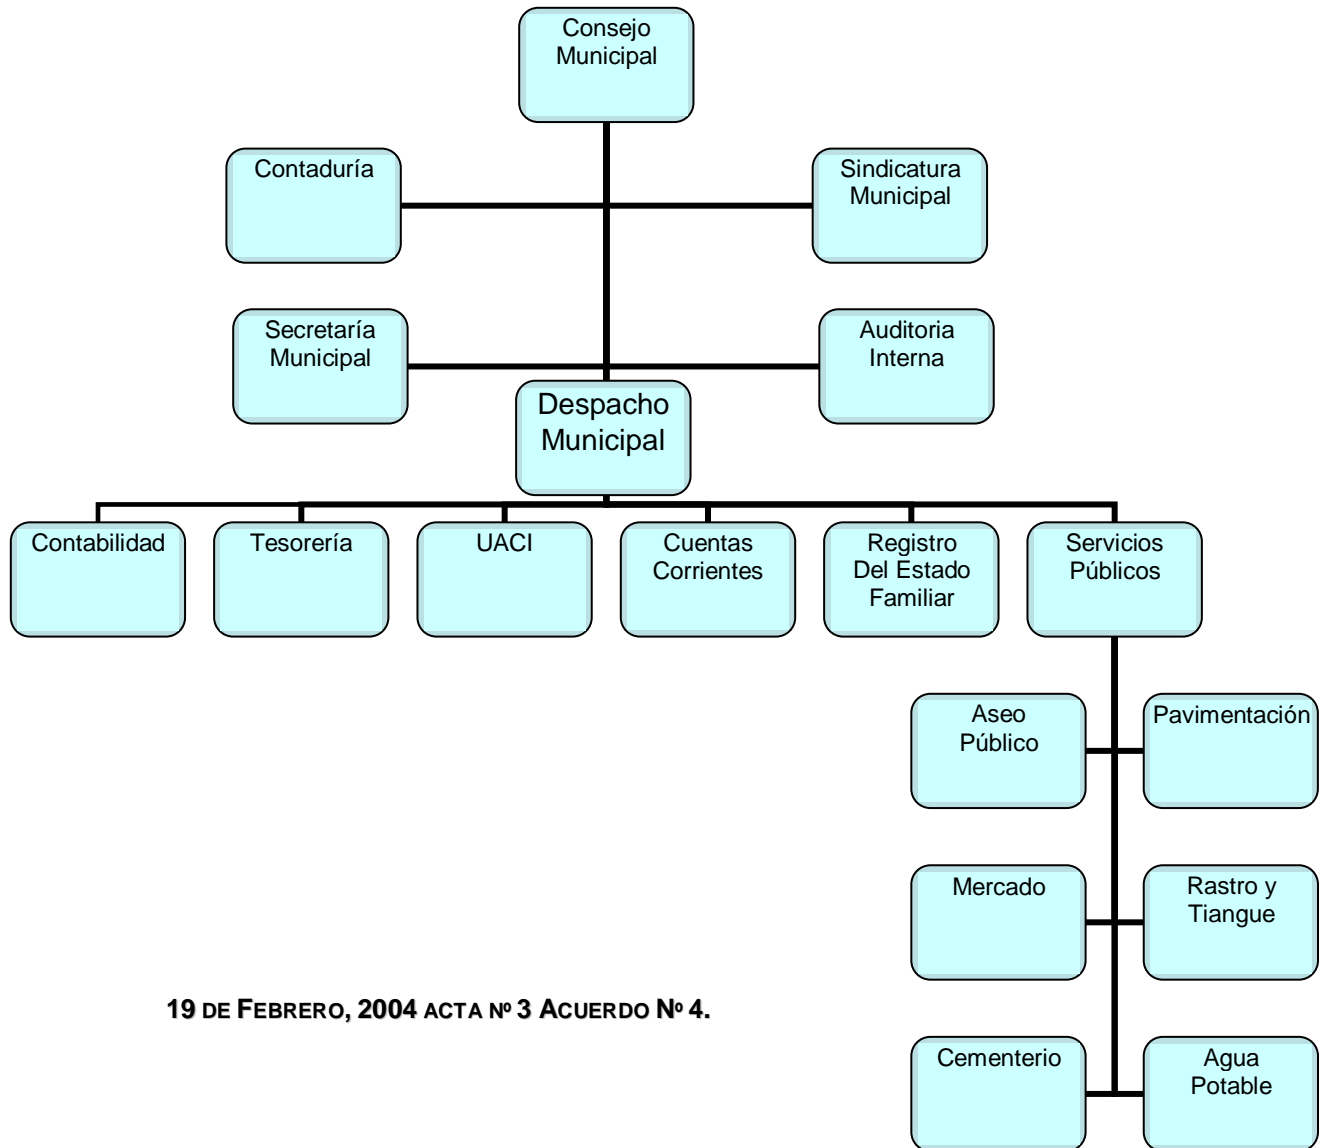 Consejo
Municipal
Contaduría
Sindicatura
Municipal
Secretaría
Municipal
Auditoria
Interna
Despacho
Municipal
Contabilidad
Tesorería
UACI
Cuentas
Corrientes
Registro
Del Estado
Familiar
Servicios
Públicos
Aseo
Público
Pavimentación
Mercado
Rastro y
Tiangue
Cementerio
Agua
Potable
19 DE FEBRERO, 2004 ACTA Nº 3 ACUERDO Nº 4.